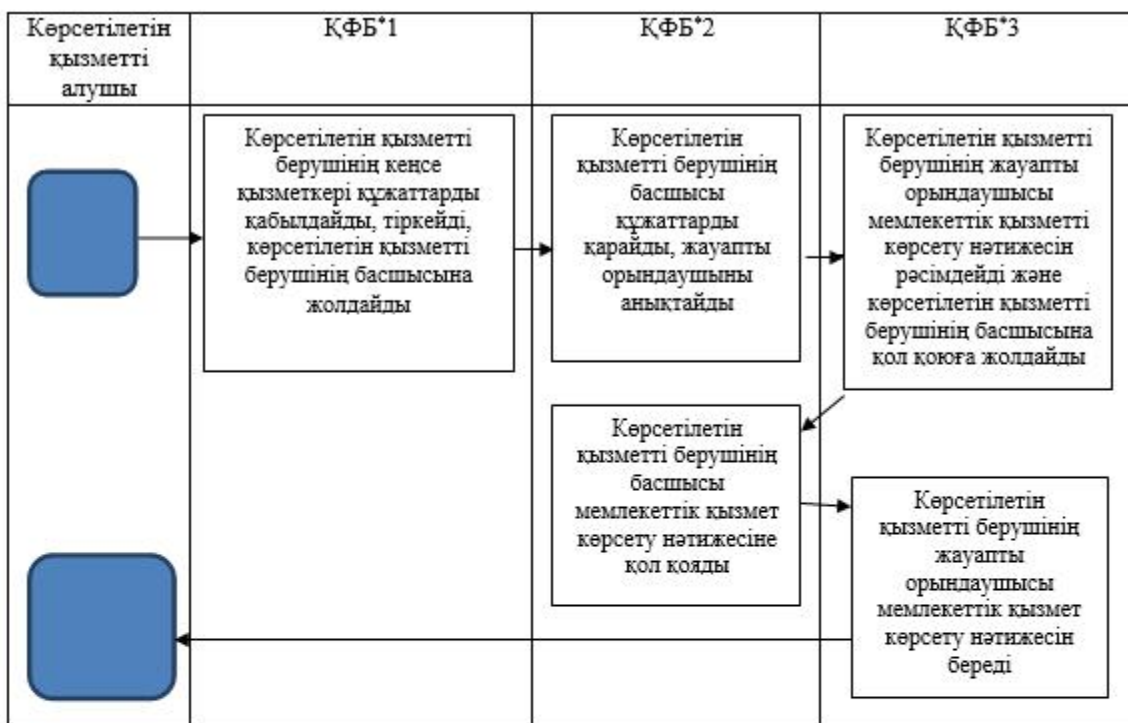 Көрсетілетін
қызметті
алушы
ҚФБ*1
ҚФБ*2
ҚФБ*3
Көрсетілетін қызметті
берушінің кеңсе
қызметкері құжаттарды
қабылдайды, тіркейді,
көрсетілетін қызметті
берушінің басшысына
жолдайды
Көрсетілетін
қызметті берушінің
басшысы
құжаттарды
қарайды, жауапты
орындаушыны
анықтайды
Көрсетілетін қызметті
берушінің жауапты
орындаушысы
мемлекеттік қызметті
көрсету нәтижесін
рәсімдейді және
көрсетілетін қызметті
берушінің басшысына
қол қоюға жолдайды
Көрсетілетін
қызметті берушінің
басшысы
мемлекеттік қызмет
көрсету нәтижесіне
қол қояды
Көрсетілетін
қызметті берушінің
жауапты
орындаушысы
мемлекеттік қызмет
көрсету нәтижесін
береді